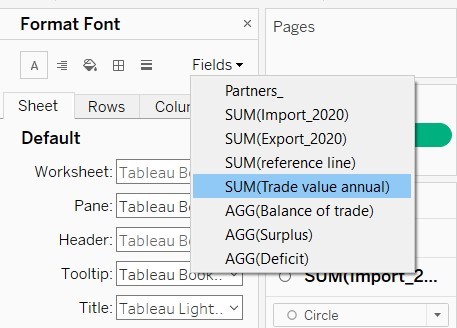 Format Font
×
Pages
A
Fields
Sheet
Rows
Colur
Default
Worksheet:
Tableau Bo
Pane:
Tableau Bo
Header:
Tableau Bo
Tooltip:
Tableau Book...
Title:
Tableau Light...
Partners_
SUM(Import_2020)
SUM(Export_2020)
SUM(reference line)
SUM(Trade value annual)
AGG(Balance of trade)
AGG(Surplus)
AGG(Deficit)
SUM(Import_2...
Circle